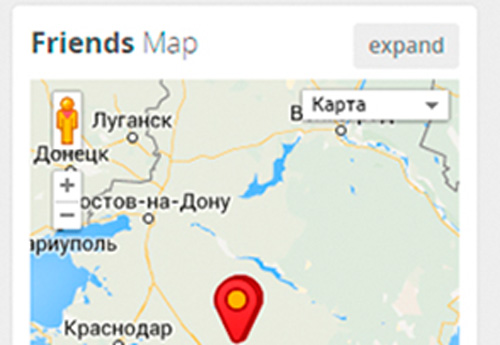 Friends Map
expand
Карта
Луганск
Донецк
+
остов-на-Дону
−
ариуполь
Краснодар